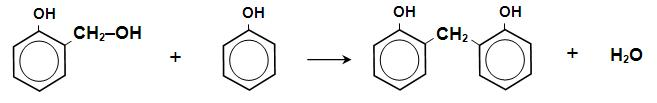 OH OH OH OH
CH₂–OH + → CH₂ + H₂O